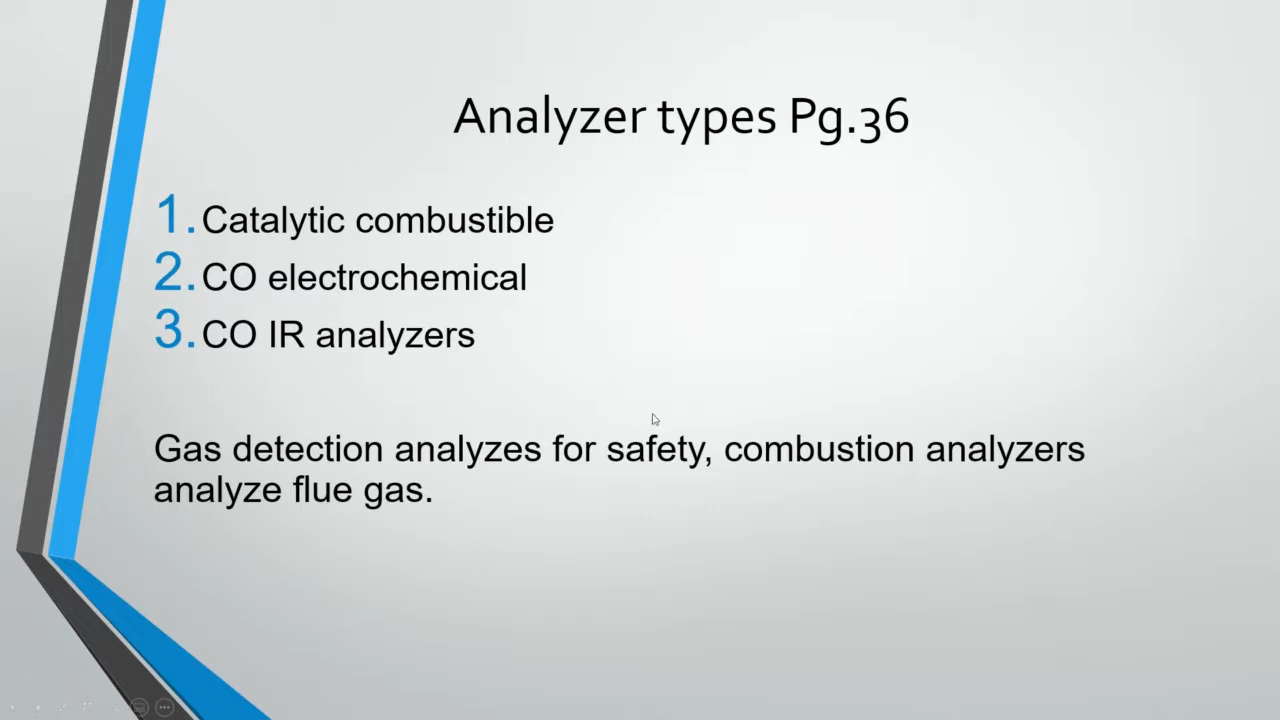 Analyzer types Pg.36
1. Catalytic combustible
2. CO electrochemical
3. CO IR analyzers
Gas detection analyzes for safety, combustion analyzers
analyze flue gas.